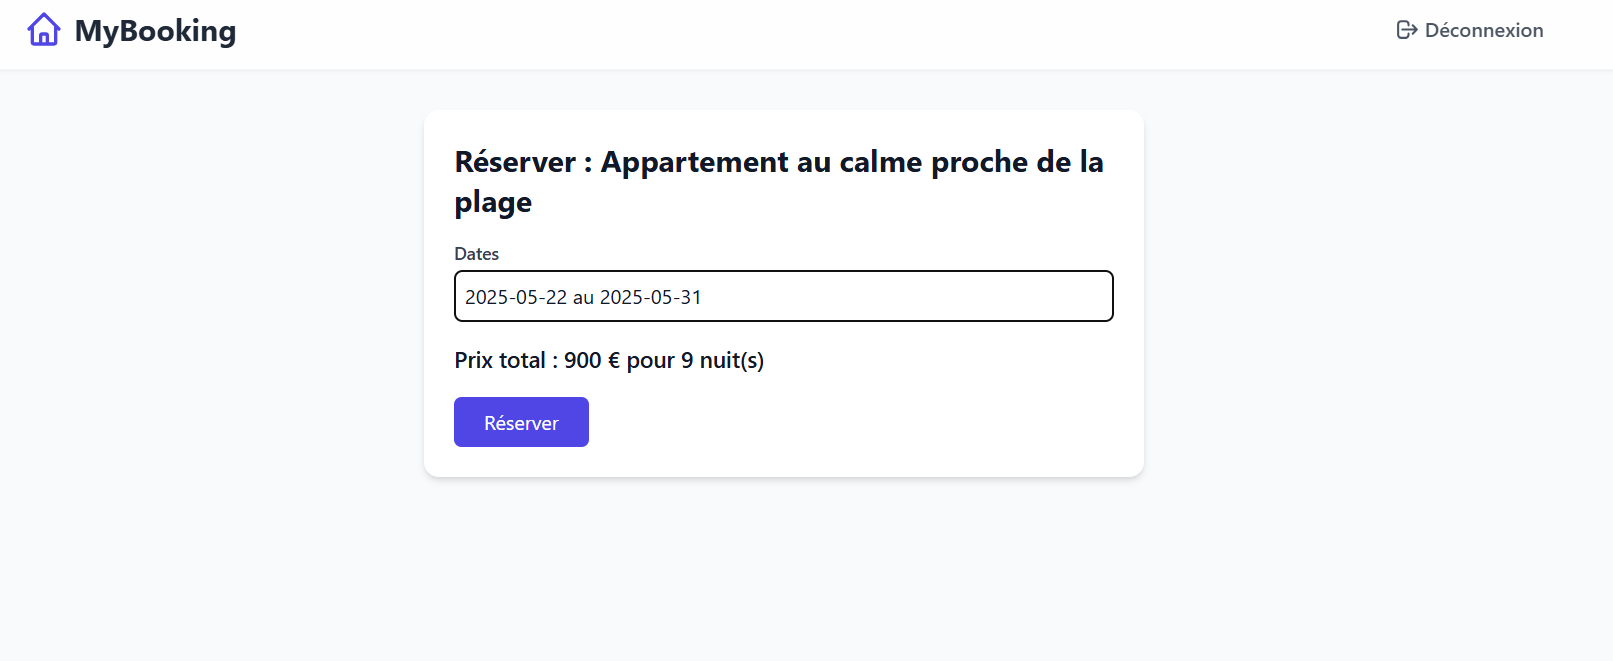 MyBooking
Déconnexion
Réserver : Appartement au calme proche de la
plage
Dates
2025-05-22 au 2025-05-31
Prix total : 900 € pour 9 nuit(s)
Réserver